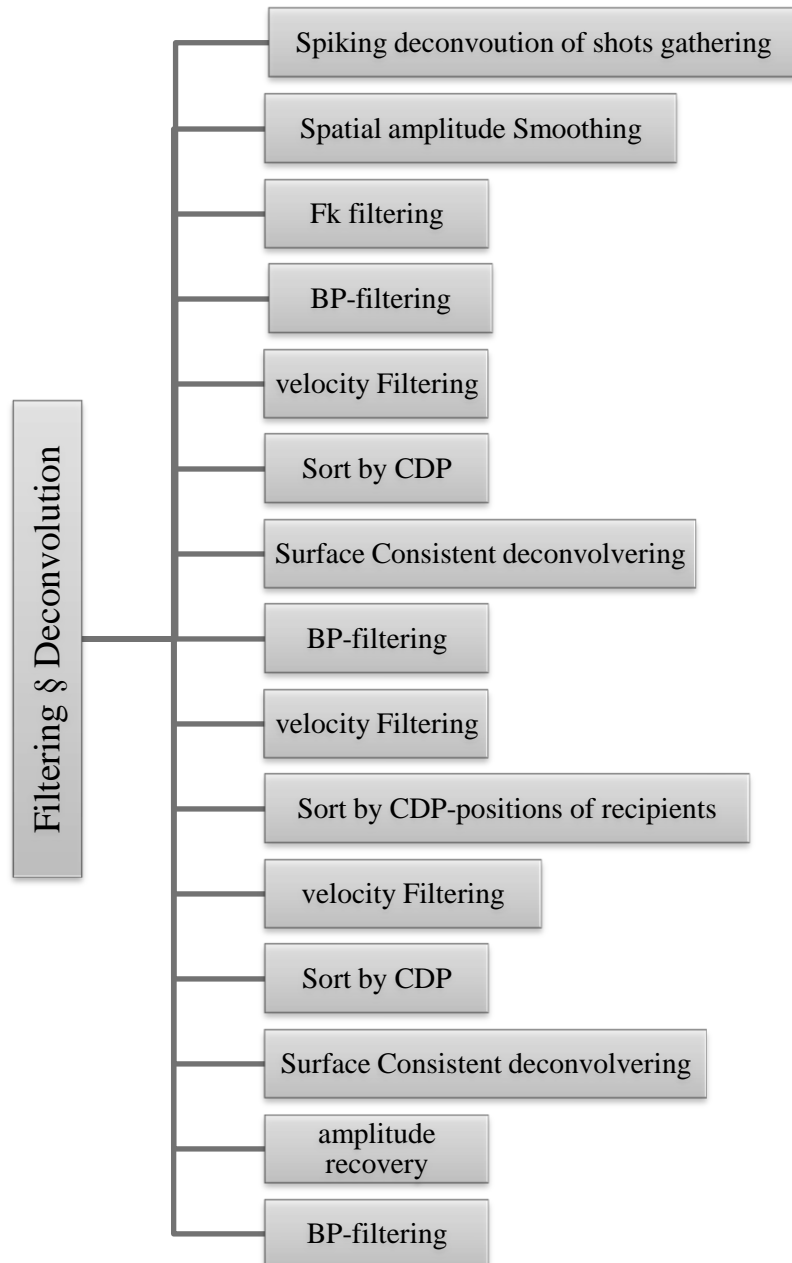 Spiking deconvoution of shots gathering
Spatial amplitude Smoothing
Fk filtering
BP-filtering
velocity Filtering
Sort by CDP
Filtering § Deconvolution
Surface Consistent deconvolvering
BP-filtering
velocity Filtering
Sort by CDP-positions of recipients
velocity Filtering
Sort by CDP
Surface Consistent deconvolvering
amplitude
recovery
BP-filtering